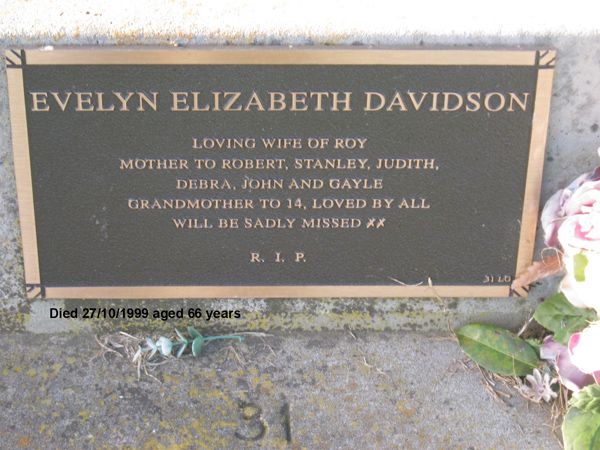 EVELYN ELIZABETH DAVIDSON
LOVING WIFE OF ROY
MOTHER TO ROBERT, STANLEY, JUDITH,
DEBRA, JOHN AND GAYLE
GRANDMOTHER TO 14, LOVED BY ALL
WILL BE SADLY MISSED xx
R. I. P.
Died 27/10/1999 aged 66 years
31